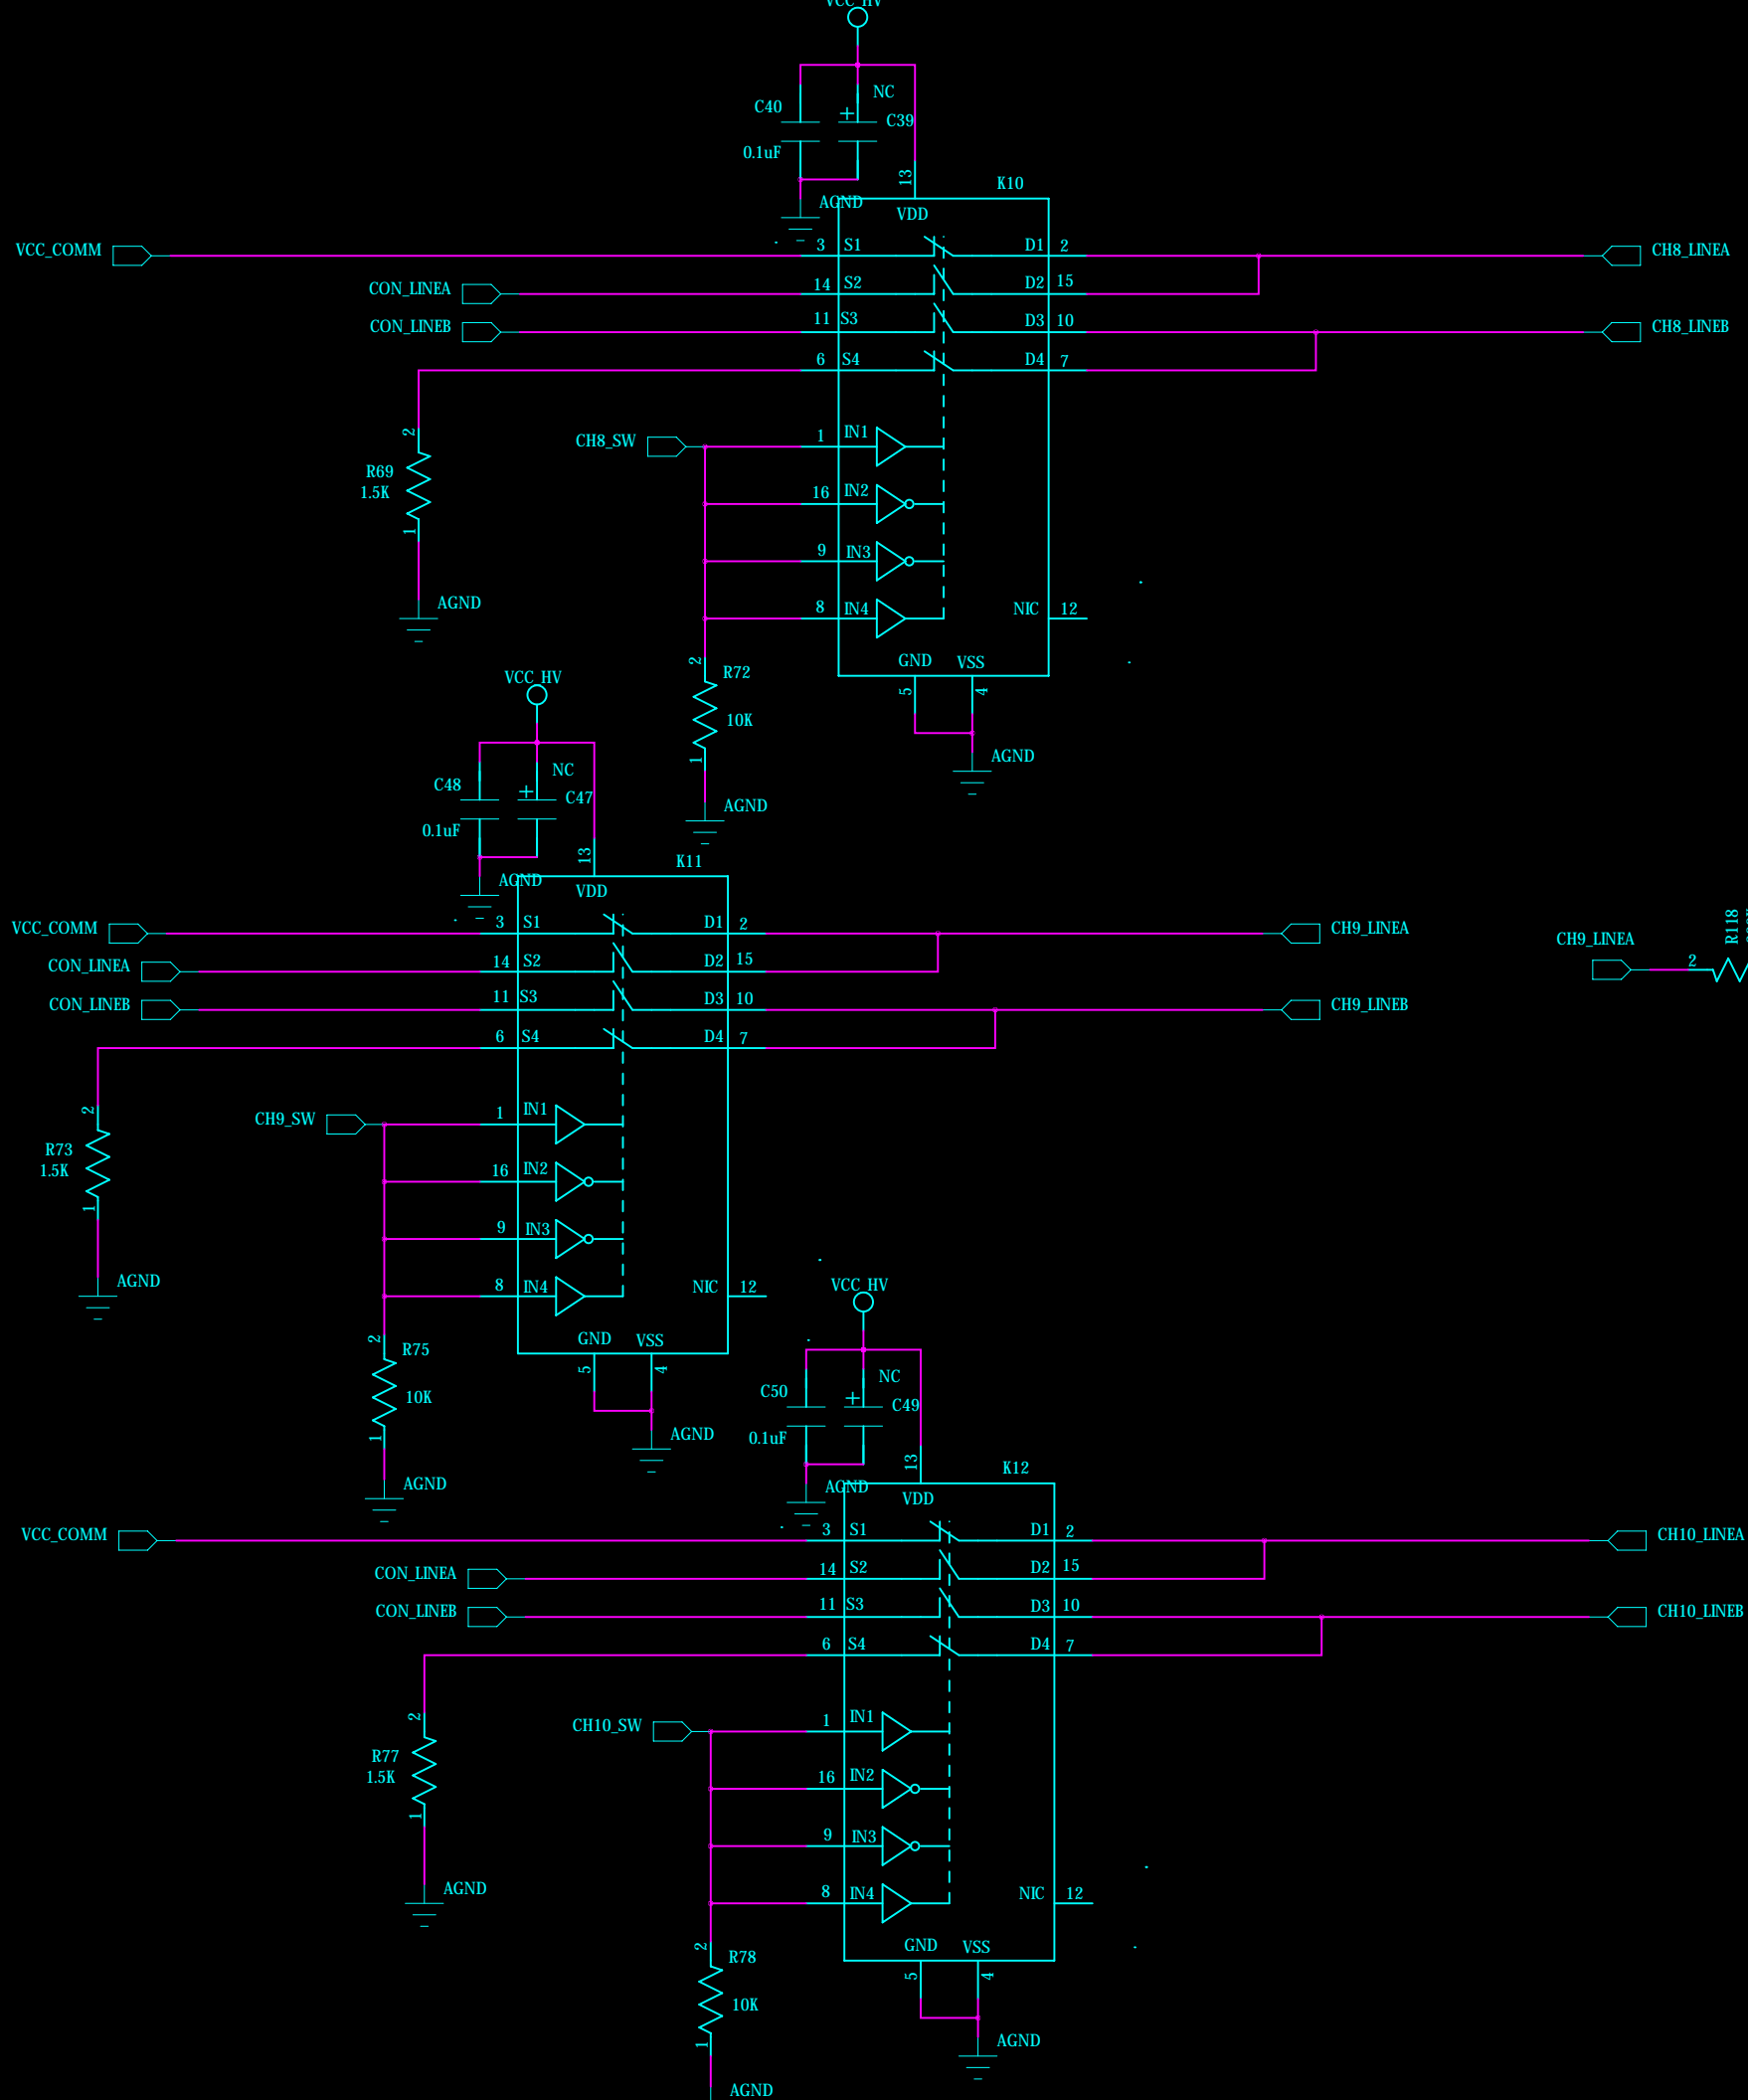 VCC_HV
NC
C40
C39
0.1uF
13
K10
AGND
VDD
VCC_COMM
3 S1 D1 2
CH8_LINEA
CON_LINEA
14 S2 D2 15
CON_LINEB
11 S3 D3 10
CH8_LINEB
6 S4 D4 7
2
CH8_SW
1 IN1
R69
1.5K
16 IN2
1
9 IN3
AGND
8 IN4
NIC 12
GND VSS
2
R72
5 4
10K
1
AGND
AGND
VCC_HV
NC
C48
C47
0.1uF
13
K11
AGND
VDD
VCC_COMM
3 S1 D1 2
CH9_LINEA
CON_LINEA
14 S2 D2 15
CON_LINEB
11 S3 D3 10
CH9_LINEB
6 S4 D4 7
R118
CH9_LINEA
2
2
CH9_SW
1 IN1
R73
1.5K
16 IN2
1
9 IN3
AGND
8 IN4
NIC 12
GND VSS
2
R75
5 4
10K
1
AGND
AGND
VCC_HV
NC
C50
C49
0.1uF
13
K12
AGND
VDD
VCC_COMM
3 S1 D1 2
CH10_LINEA
CON_LINEA
14 S2 D2 15
CON_LINEB
11 S3 D3 10
CH10_LINEB
6 S4 D4 7
2
CH10_SW
1 IN1
R77
1.5K
16 IN2
1
9 IN3
AGND
8 IN4
NIC 12
GND VSS
2
R78
5 4
10K
1
AGND
AGND